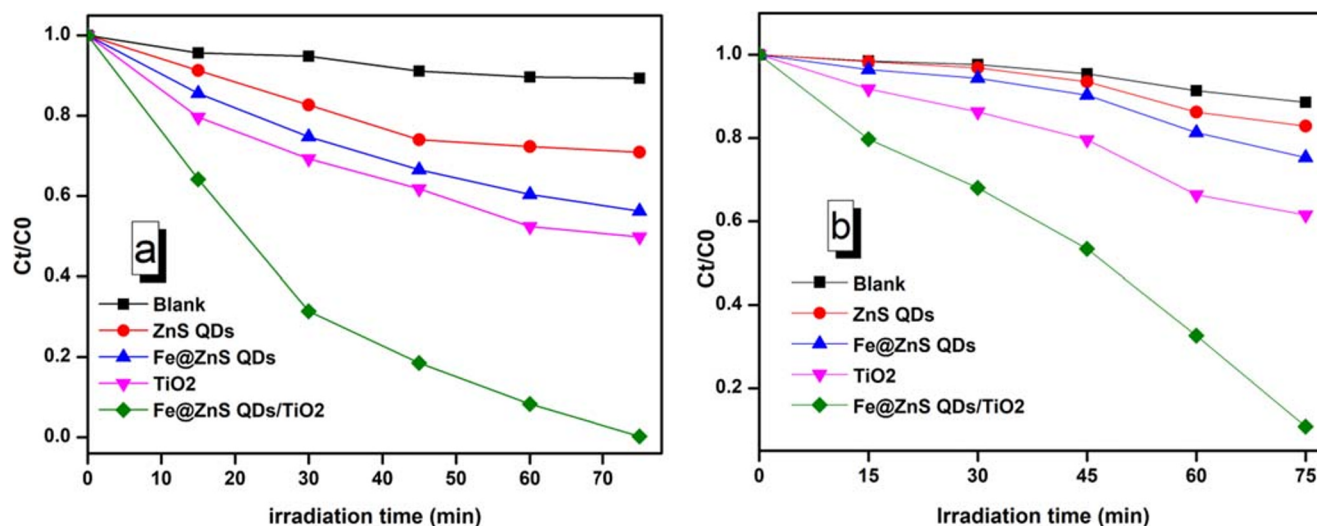 Ct/C0
1.0
0.8
0.6
0.4
0.2
0.0
a
Blank
ZnS QDs
Fe@ZnS QDs
TiO2
Fe@ZnS QDs/TiO2
0 10 20 30 40 50 60 70
irradiation time (min)
Ct/C0
1.0
0.8
0.6
0.4
0.2
b
Blank
ZnS QDs
Fe@ZnS QDs
TiO2
Fe@ZnS QDs/TiO2
0 15 30 45 60 75
Irradiation time (min)